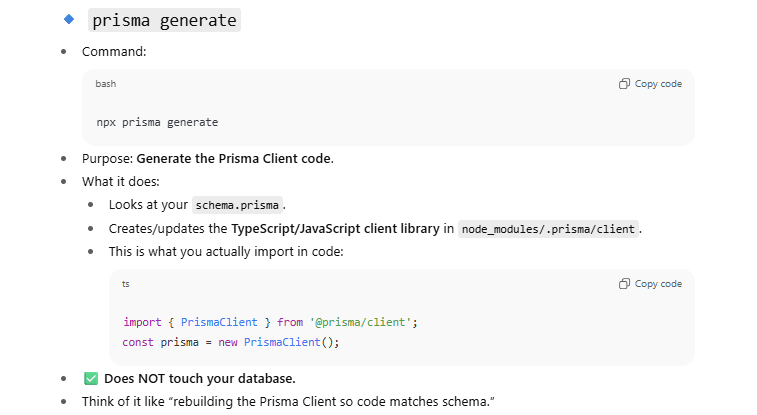 prisma generate
Command:
bash
Copy code
npx prisma generate
Purpose: Generate the Prisma Client code.
What it does:
Looks at your schema.prisma.
Creates/updates the TypeScript/JavaScript client library in node_modules/.prisma/client.
This is what you actually import in code:
ts
Copy code
import { PrismaClient } from '@prisma/client';
const prisma = new PrismaClient();
✅ Does NOT touch your database.
Think of it like “rebuilding the Prisma Client so code matches schema.”